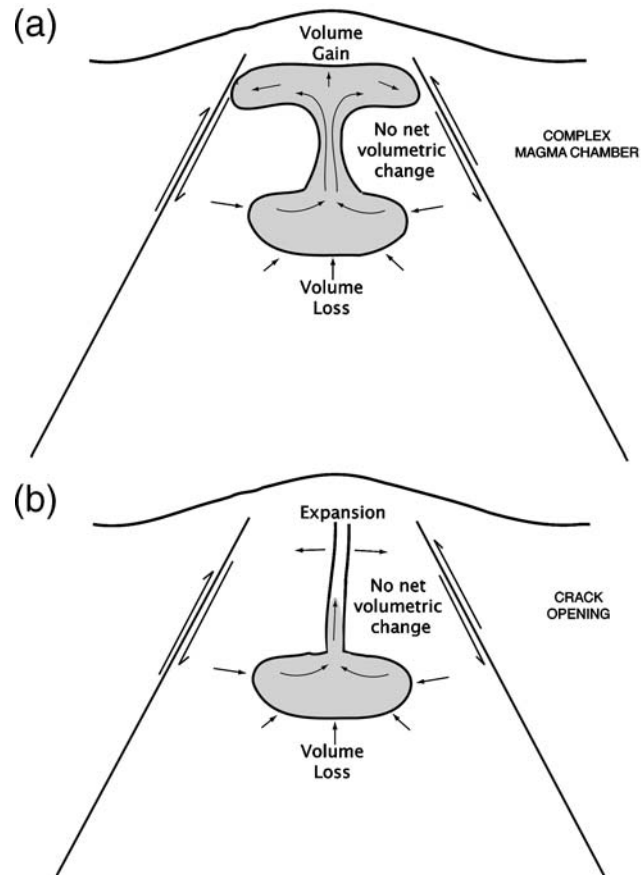 (a)
Volume
Gain
No net
volumetric
change
COMPLEX
MAGMA CHAMBER
Volume
Loss
(b)
Expansion
No net
volumetric
change
CRACK
OPENING
Volume
Loss